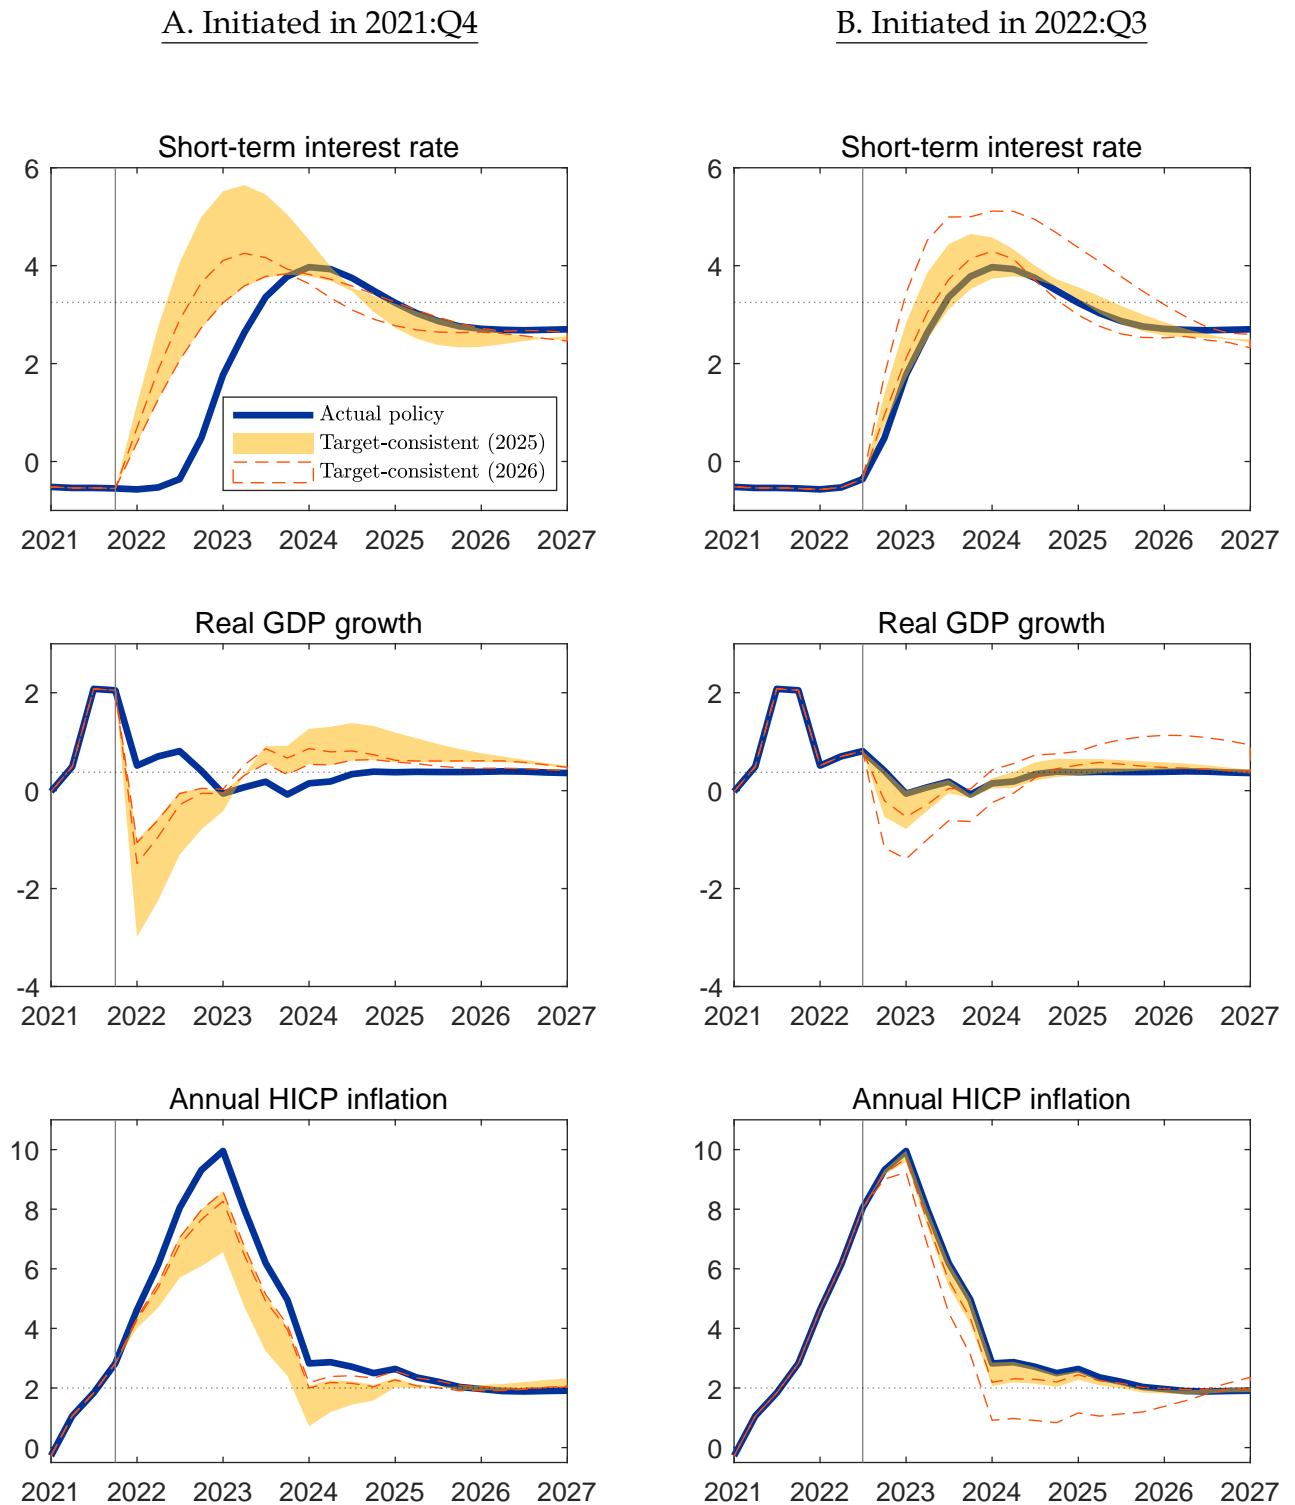 A. Initiated in 2021:Q4
B. Initiated in 2022:Q3
Short-term interest rate
6
4
2
0
Actual policy
Target-consistent (2025)
Target-consistent (2026)
2021 2022 2023 2024 2025 2026 2027
Short-term interest rate
6
4
2
0
2021 2022 2023 2024 2025 2026 2027
Real GDP growth
2
0
-2
-4
2021 2022 2023 2024 2025 2026 2027
Real GDP growth
2
0
-2
-4
2021 2022 2023 2024 2025 2026 2027
Annual HICP inflation
10
8
6
4
2
0
2021 2022 2023 2024 2025 2026 2027
Annual HICP inflation
10
8
6
4
2
0
2021 2022 2023 2024 2025 2026 2027